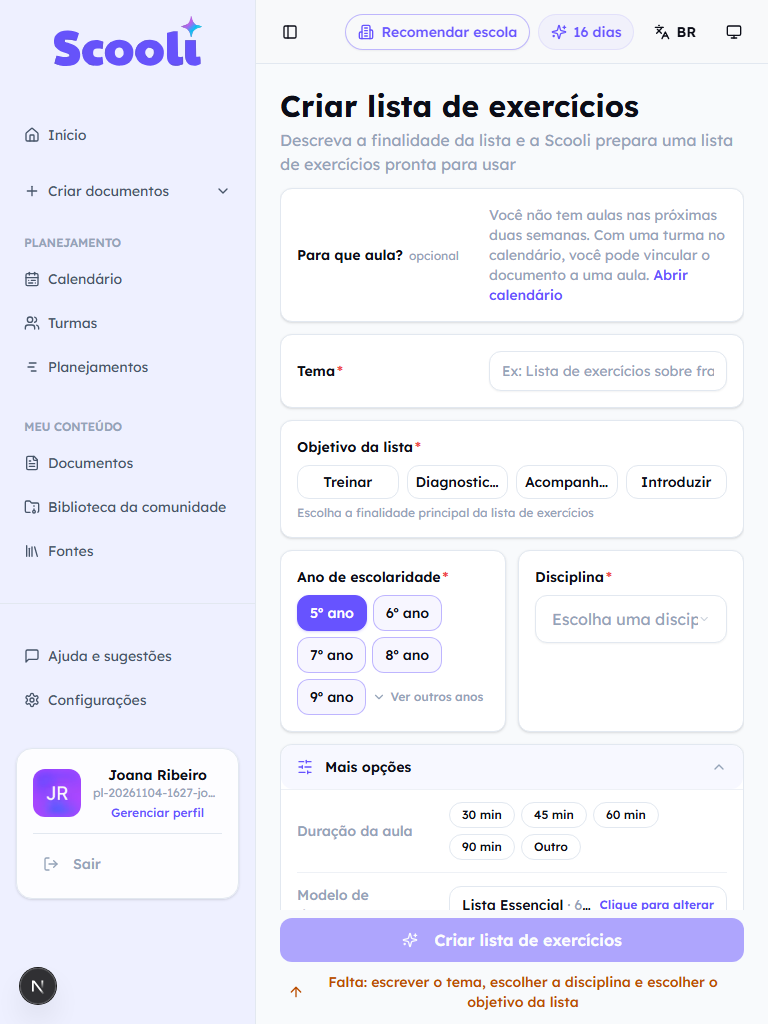 Scooli
Início
Criar documentos
PLANEJAMENTO
Calendário
Turmas
Planejamentos
MEU CONTEÚDO
Documentos
Biblioteca da comunidade
Fontes
Ajuda e sugestões
Configurações
JR
Joana Ribeiro
pl-20261104-1627-jo...
Gerenciar perfil
Sair
N
Recomendar escola
16 dias
BR
Criar lista de exercícios
Descreva a finalidade da lista e a Scooli prepara uma lista
de exercícios pronta para usar
Para que aula? opcional
Você não tem aulas nas próximas
duas semanas. Com uma turma no
calendário, você pode vincular o
documento a uma aula. Abrir
calendário
Tema*
Ex: Lista de exercícios sobre fra
Objetivo da lista*
Treinar
Diagnostic...
Acompanh...
Introduzir
Escolha a finalidade principal da lista de exercícios
Ano de escolaridade*
5º ano
6º ano
7º ano
8º ano
9º ano
Ver outros anos
Disciplina*
Escolha uma discip
Mais opções
Duração da aula
30 min
45 min
60 min
90 min
Outro
Modelo de
Lista Essencial · 6...
Clique para alterar
Criar lista de exercícios
Falta: escrever o tema, escolher a disciplina e escolher o
objetivo da lista